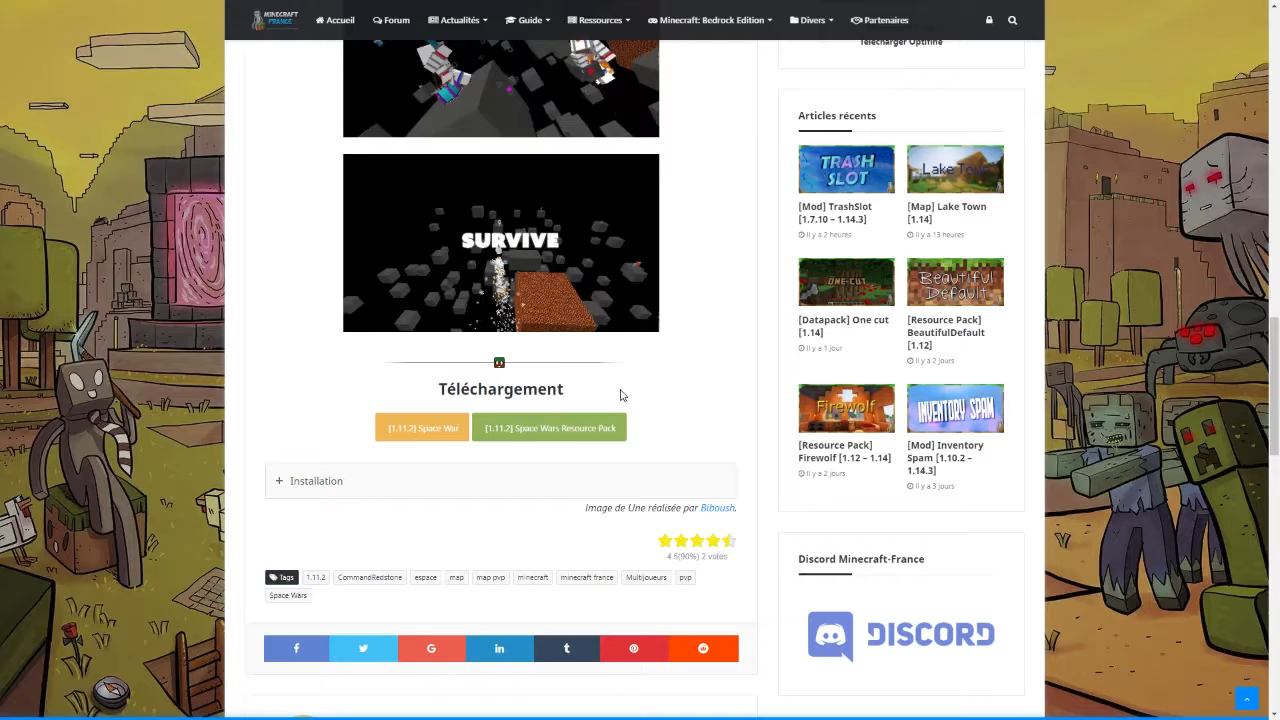 MINECRAFT
FRANCE
Accueil
Forum
Actualités
Guide
Ressources
Minecraft: Bedrock Edition
Divers
Partenaires
Télécharger Optifine
SURVIVE
Téléchargement
[1.11.2] Space War
[1.11.2] Space Wars Resource Pack
+ Installation
Image de Une réalisée par Biboush.
4.5(90%) 2 votes
Tags
1.11.2
CommandRedstone
espace
map
map pvp
minecraft
minecraft france
Multijoueurs
pvp
Space Wars
Articles récents
TRASH
SLOT
[Mod] TrashSlot
[1.7.10 – 1.14.3]
Il y a 2 heures
Lake Town
[Map] Lake Town
[1.14]
Il y a 13 heures
ONE-CUT
[Datapack] One cut
[1.14]
Il y a 1 jour
Beautiful
Default
[Resource Pack]
BeautifulDefault
[1.12]
Il y a 2 jours
Firewolf
[Resource Pack]
Firewolf [1.12 – 1.14]
Il y a 2 jours
INVENTORY SPAM
[Mod] Inventory
Spam [1.10.2 –
1.14.3]
Il y a 3 jours
Discord Minecraft-France
DISCORD